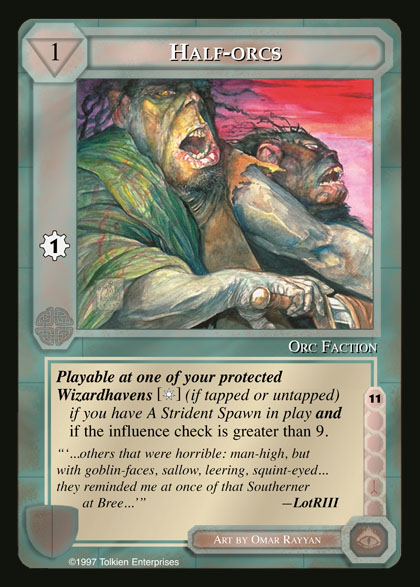 1
HALF-ORCS
1
ORC FACTION
Playable at one of your protected
Wizardhavens [ ] (if tapped or untapped)
if you have A Strident Spawn in play and
if the influence check is greater than 9.
11
“‘...others that were horrible: man-high, but
with goblin-faces, sallow, leering, squint-eyed...
they reminded me at once of that Southerner
at Bree...’” –LotRIII
ART BY OMAR RAYYAN
©1997 Tolkien Enterprises